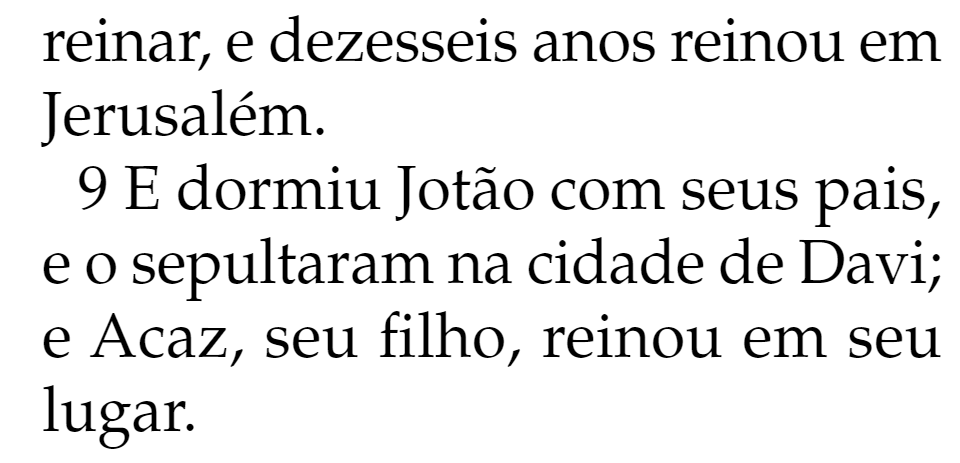 reinar, e dezesseis anos reinou em
Jerusalém.
9 E dormiu Jotão com seus pais,
e o sepultaram na cidade de Davi;
e Acaz, seu filho, reinou em seu
lugar.